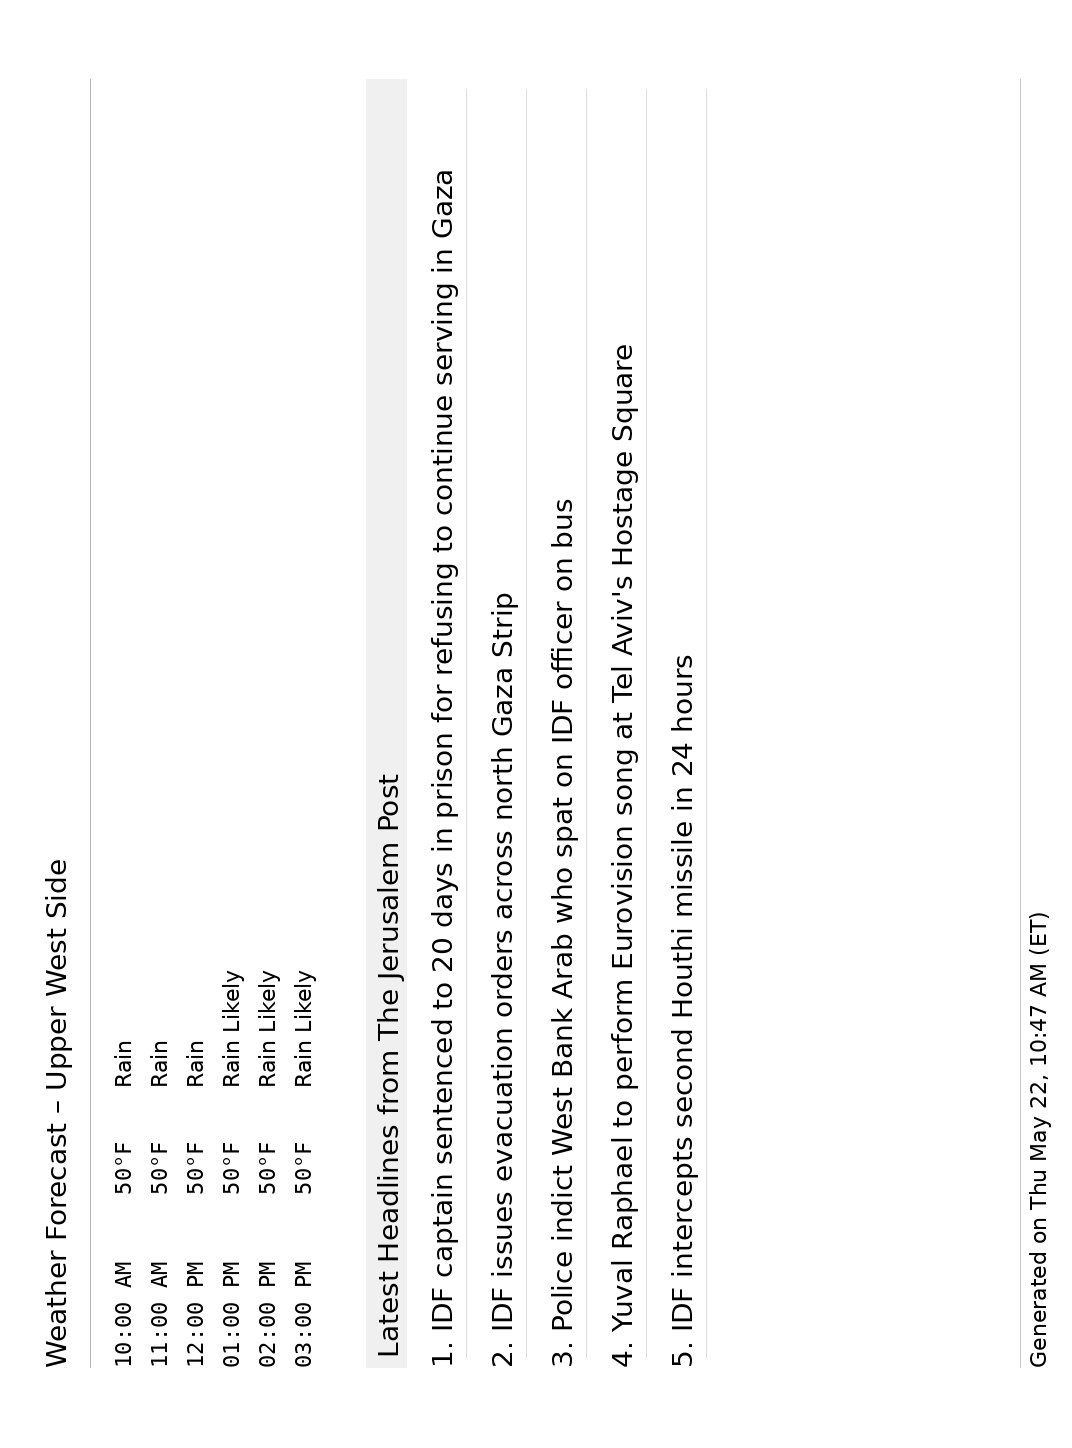 Weather Forecast – Upper West Side
10:00 AM 50°F Rain
11:00 AM 50°F Rain
12:00 PM 50°F Rain
01:00 PM 50°F Rain Likely
02:00 PM 50°F Rain Likely
03:00 PM 50°F Rain Likely
Latest Headlines from The Jerusalem Post
1. IDF captain sentenced to 20 days in prison for refusing to continue serving in Gaza
2. IDF issues evacuation orders across north Gaza Strip
3. Police indict West Bank Arab who spat on IDF officer on bus
4. Yuval Raphael to perform Eurovision song at Tel Aviv's Hostage Square
5. IDF intercepts second Houthi missile in 24 hours
Generated on Thu May 22, 10:47 AM (ET)